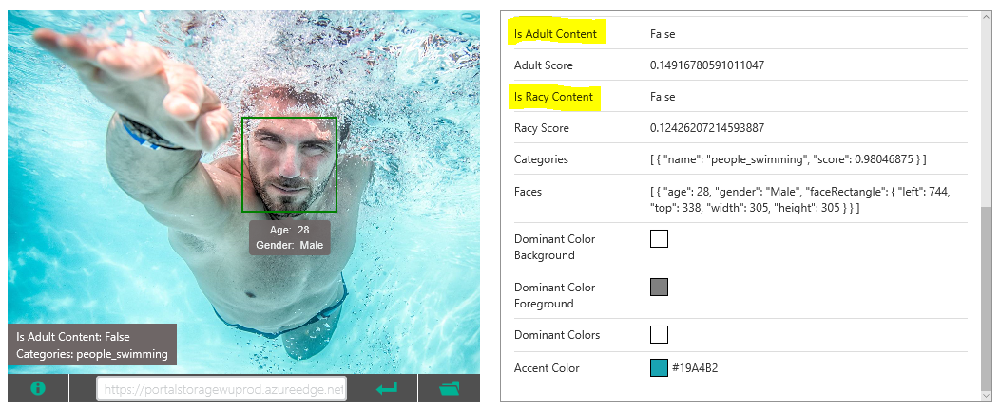 Age: 28
Gender: Male
Is Adult Content: False
Categories: people_swimming
https://portalstoragewuprod.azureedge.net
Is Adult Content False
Adult Score 0.14916780591011047
Is Racy Content False
Racy Score 0.12426207214593887
Categories [ { "name": "people_swimming", "score": 0.98046875 } ]
Faces [ { "age": 28, "gender": "Male", "faceRectangle": { "left": 744,
"top": 338, "width": 305, "height": 305 } } ]
Dominant Color
Background
Dominant Color
Foreground
Dominant Colors
Accent Color #19A4B2